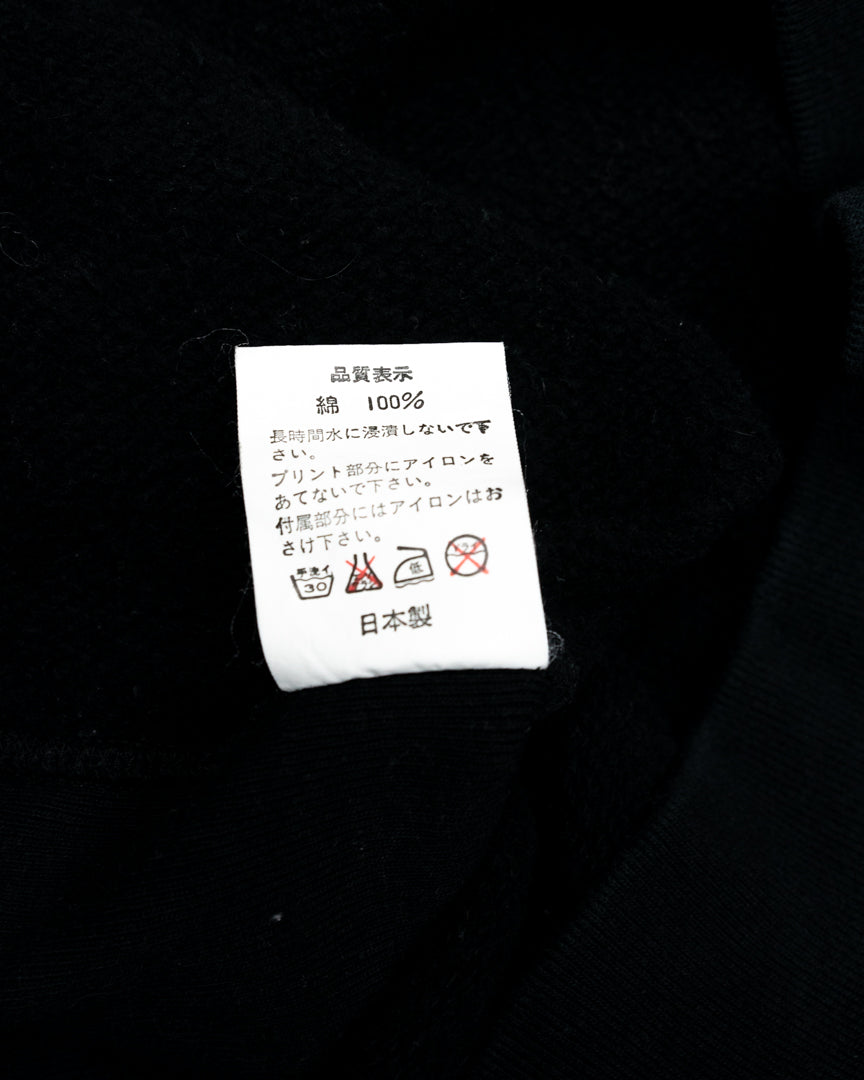 品質表示
綿 100%
長時間水に浸漬しないで下
さい。
プリント部分にアイロンを
あてないで下さい。
付属部分にはアイロンはお
さけ下さい。
手洗イ 30 低 ドライ
日本製